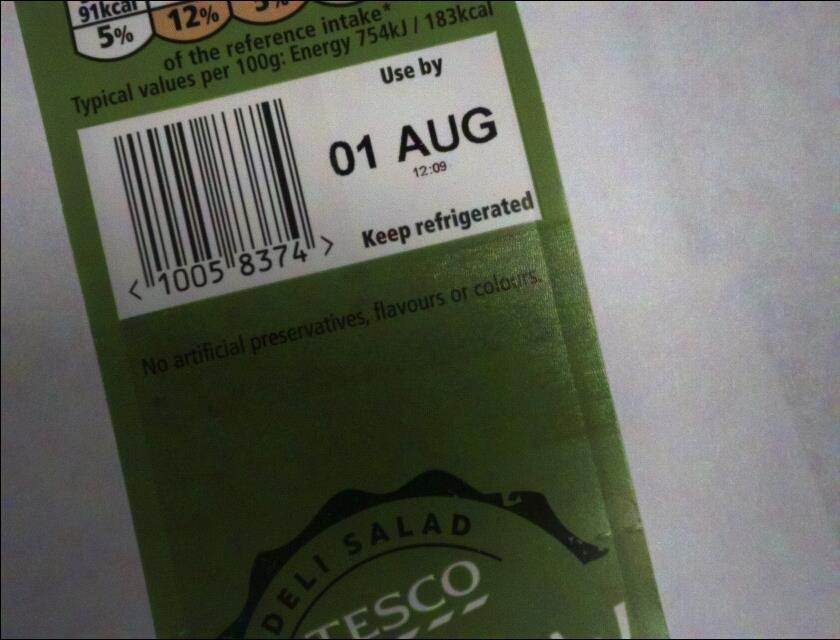 91kcal
5%
12%
of the reference intake*
Typical values per 100g: Energy 754kJ / 183kcal
Use by
01 AUG
12:09
Keep refrigerated
< 1005 8374 >
No artificial preservatives, flavours or colours.
DELI SALAD
TESCO